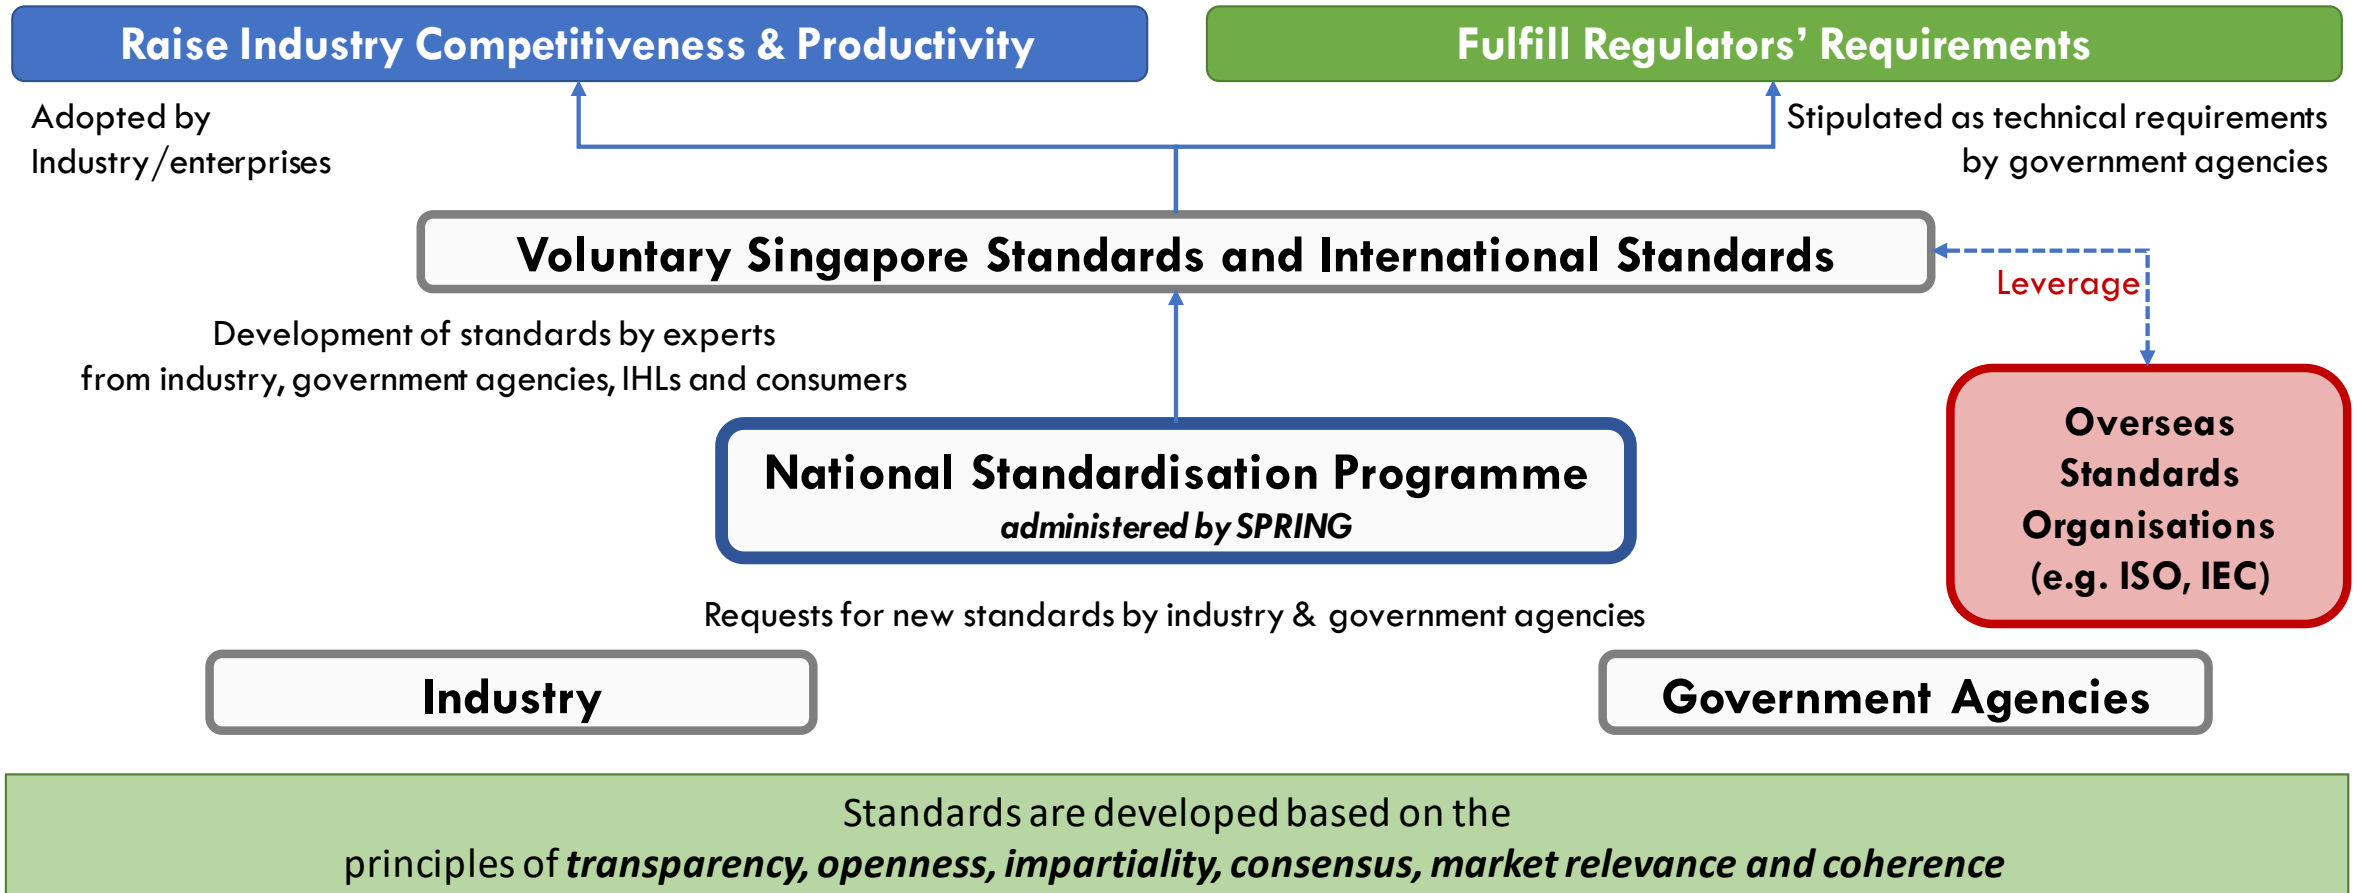 Raise Industry Competitiveness & Productivity
Fulfill Regulators’ Requirements
Adopted by
Industry/enterprises
Stipulated as technical requirements
by government agencies
Voluntary Singapore Standards and International Standards
Leverage
Development of standards by experts
from industry, government agencies, IHLs and consumers
Overseas
Standards
Organisations
(e.g. ISO, IEC)
National Standardisation Programme
administered by SPRING
Requests for new standards by industry & government agencies
Industry
Government Agencies
Standards are developed based on the
principles of transparency, openness, impartiality, consensus, market relevance and coherence